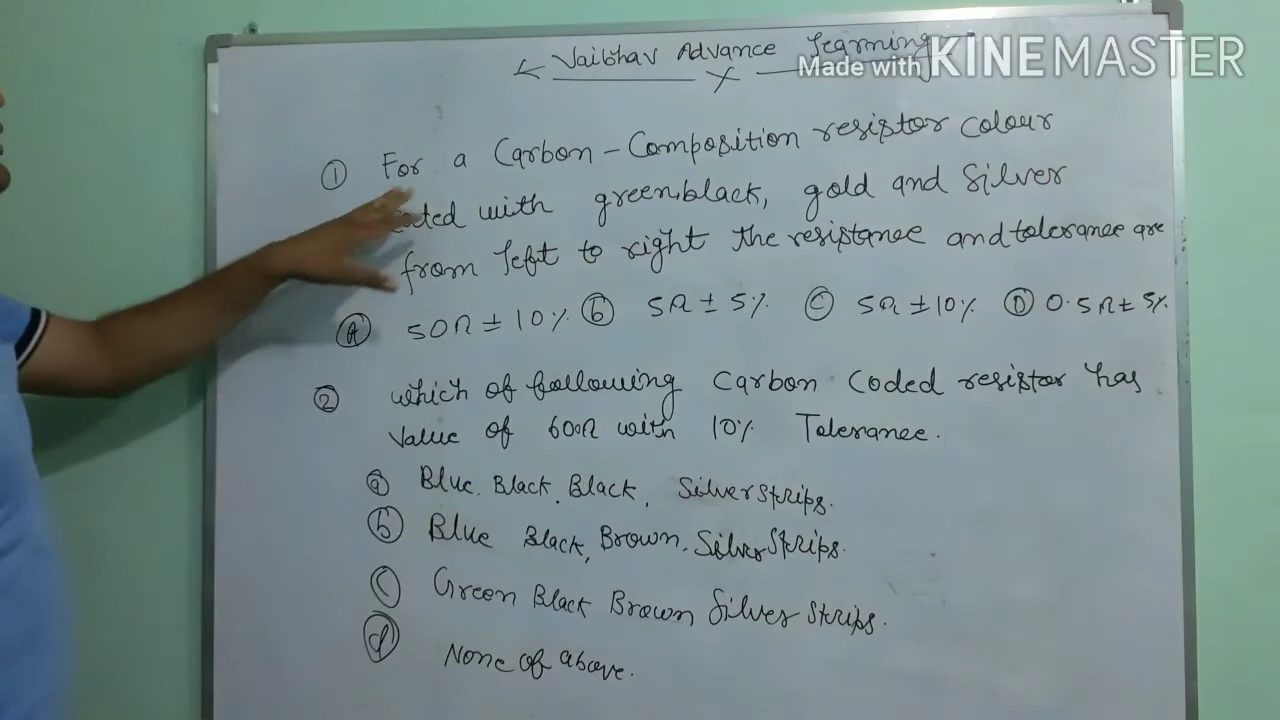 Vaibhav Advance Learning
Made with KINEMASTER
① For a Carbon-Composition resistor colour
with green, black, gold and Silver
from left to right the resistance and tolerance are
Ⓐ 50Ω ± 10% ⓑ 5Ω ± 5% Ⓒ 5Ω ± 10% Ⓓ 0.5Ω ± 5%
② which of following Carbon Coded resistor has
Value of 600Ω with 10% Tolerance.
ⓐ Blue. Black, Black, Silver strips.
ⓑ Blue Black, Brown, Silver Strips.
ⓒ Green Black Brown Silver Strips.
ⓓ None of above.